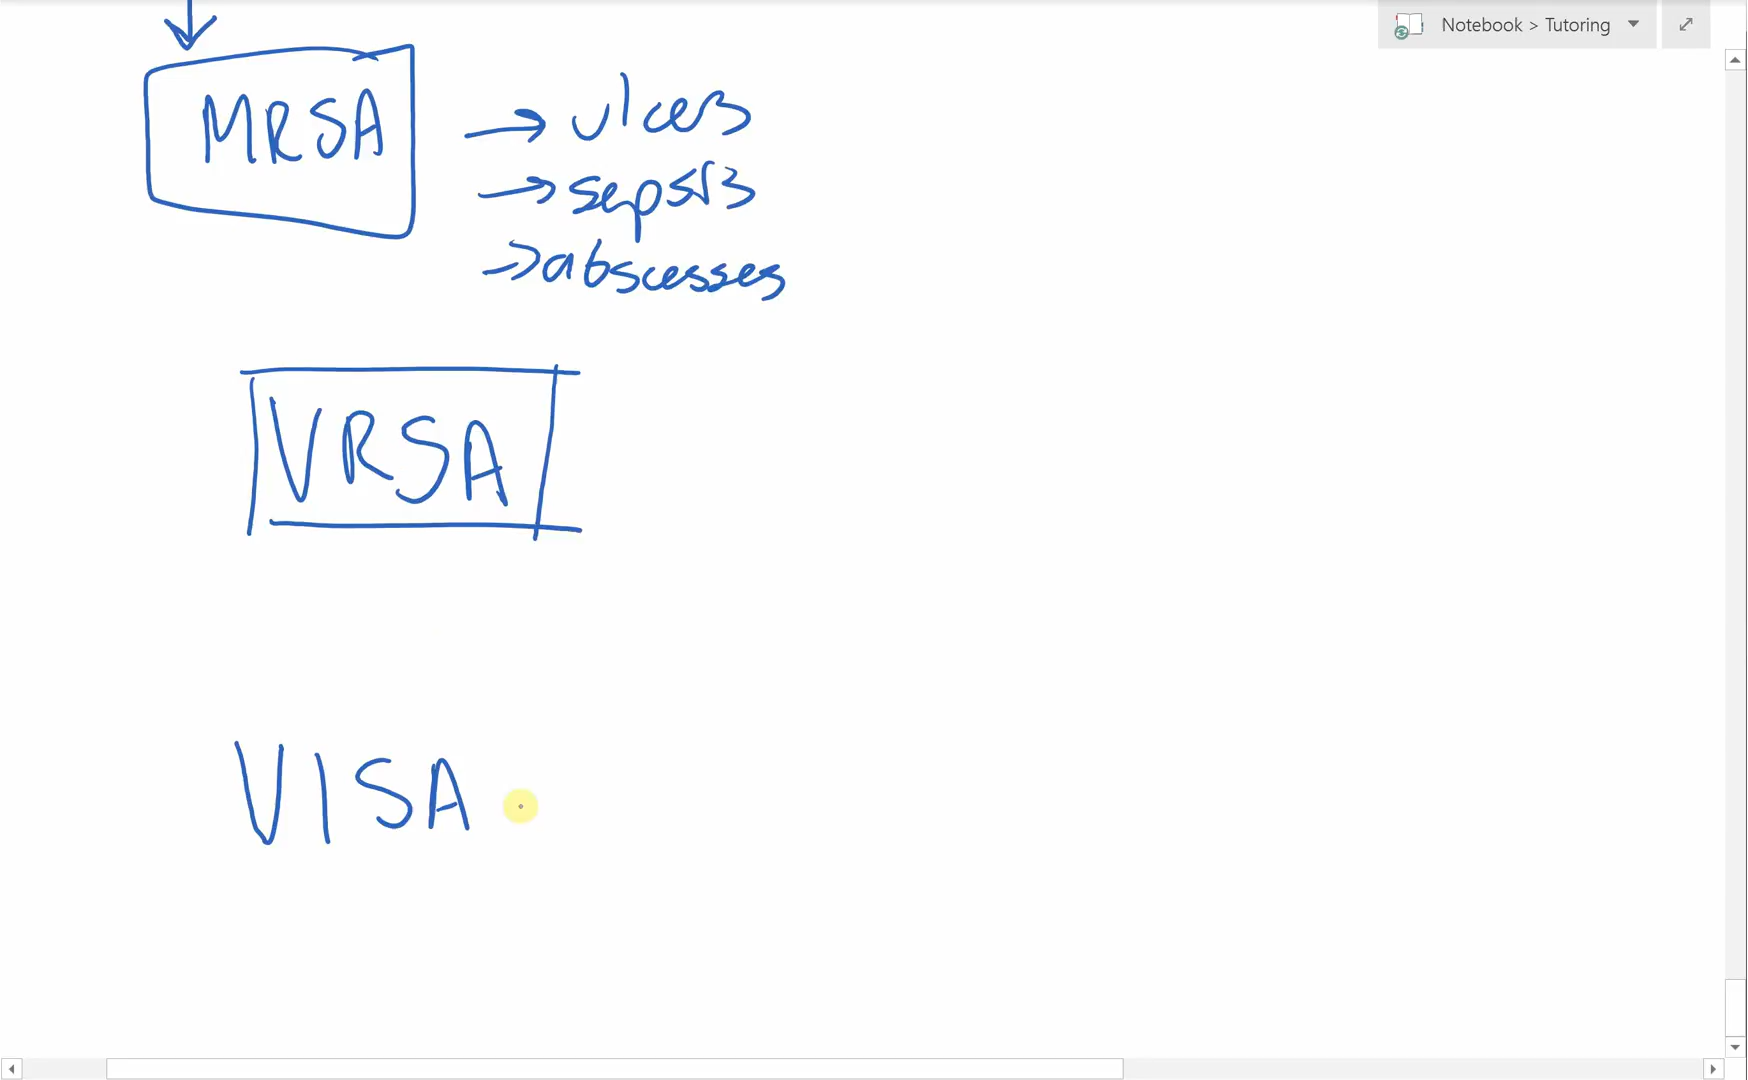 Notebook > Tutoring
MRSA
→ ulcers
→ sepsis
→ abscesses
VRSA
VISA